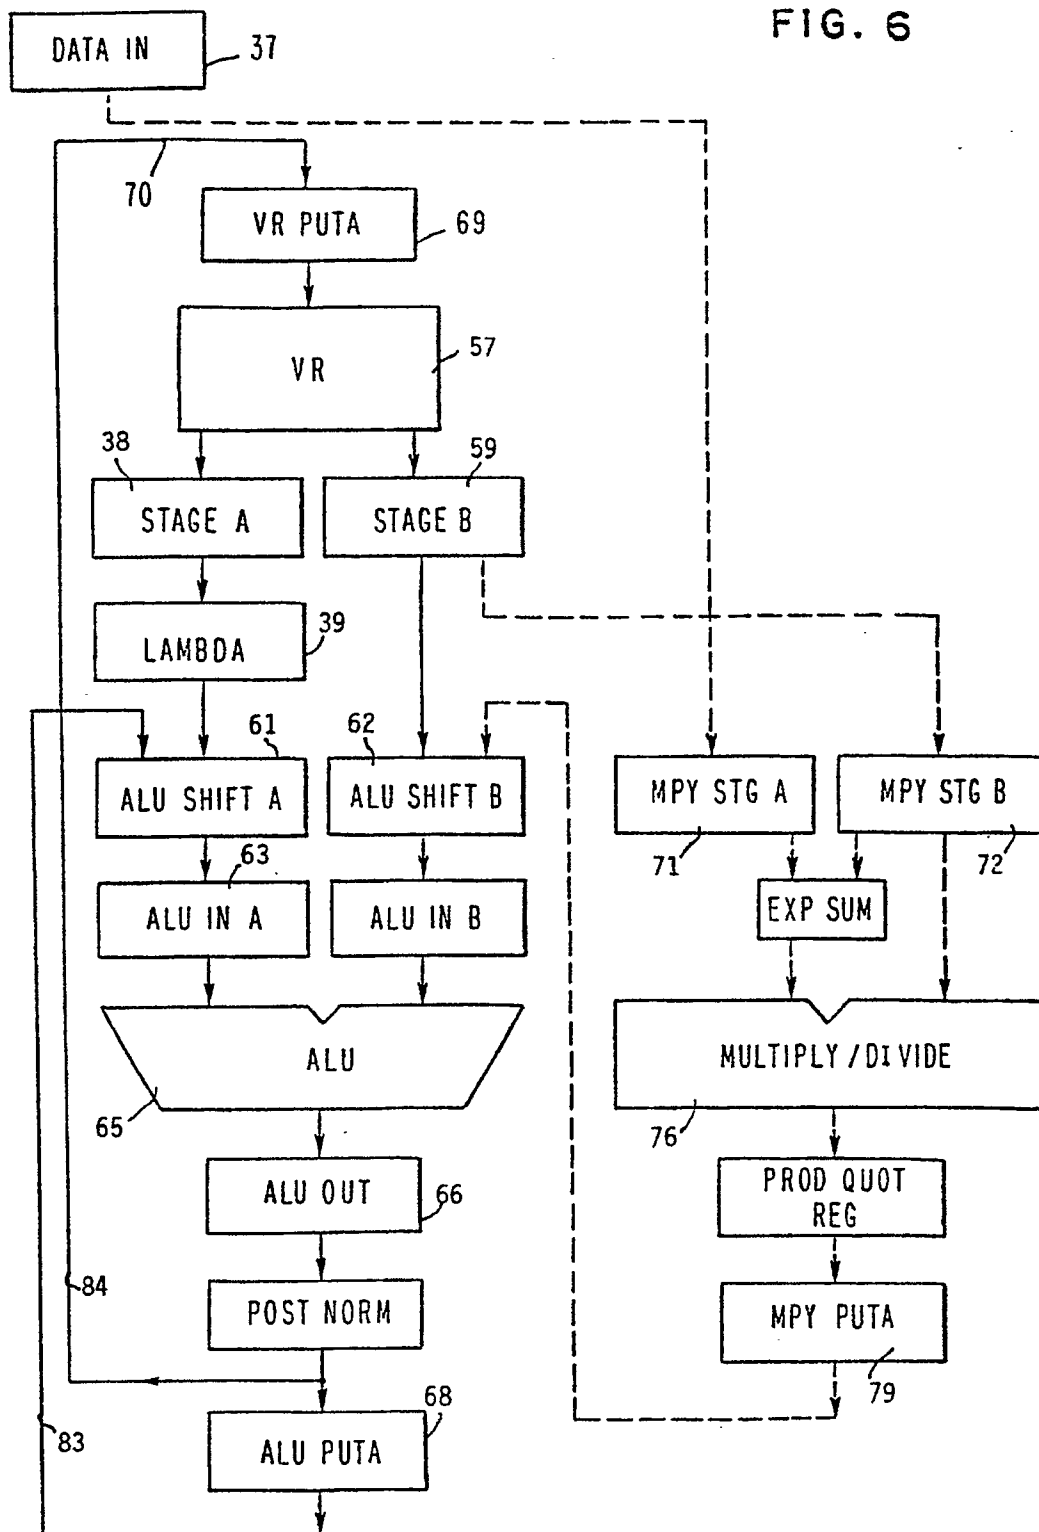 FIG. 6
DATA IN
37
70
VR PUTA
69
VR
57
38
59
STAGE A
STAGE B
LAMBDA
39
61
62
ALU SHIFT A
ALU SHIFT B
MPY STG A
MPY STG B
63
71
72
ALU IN A
ALU IN B
EXP SUM
ALU
MULTIPLY/DIVIDE
65
76
ALU OUT
66
PROD QUOT
REG
84
POST NORM
MPY PUTA
79
68
83
ALU PUTA